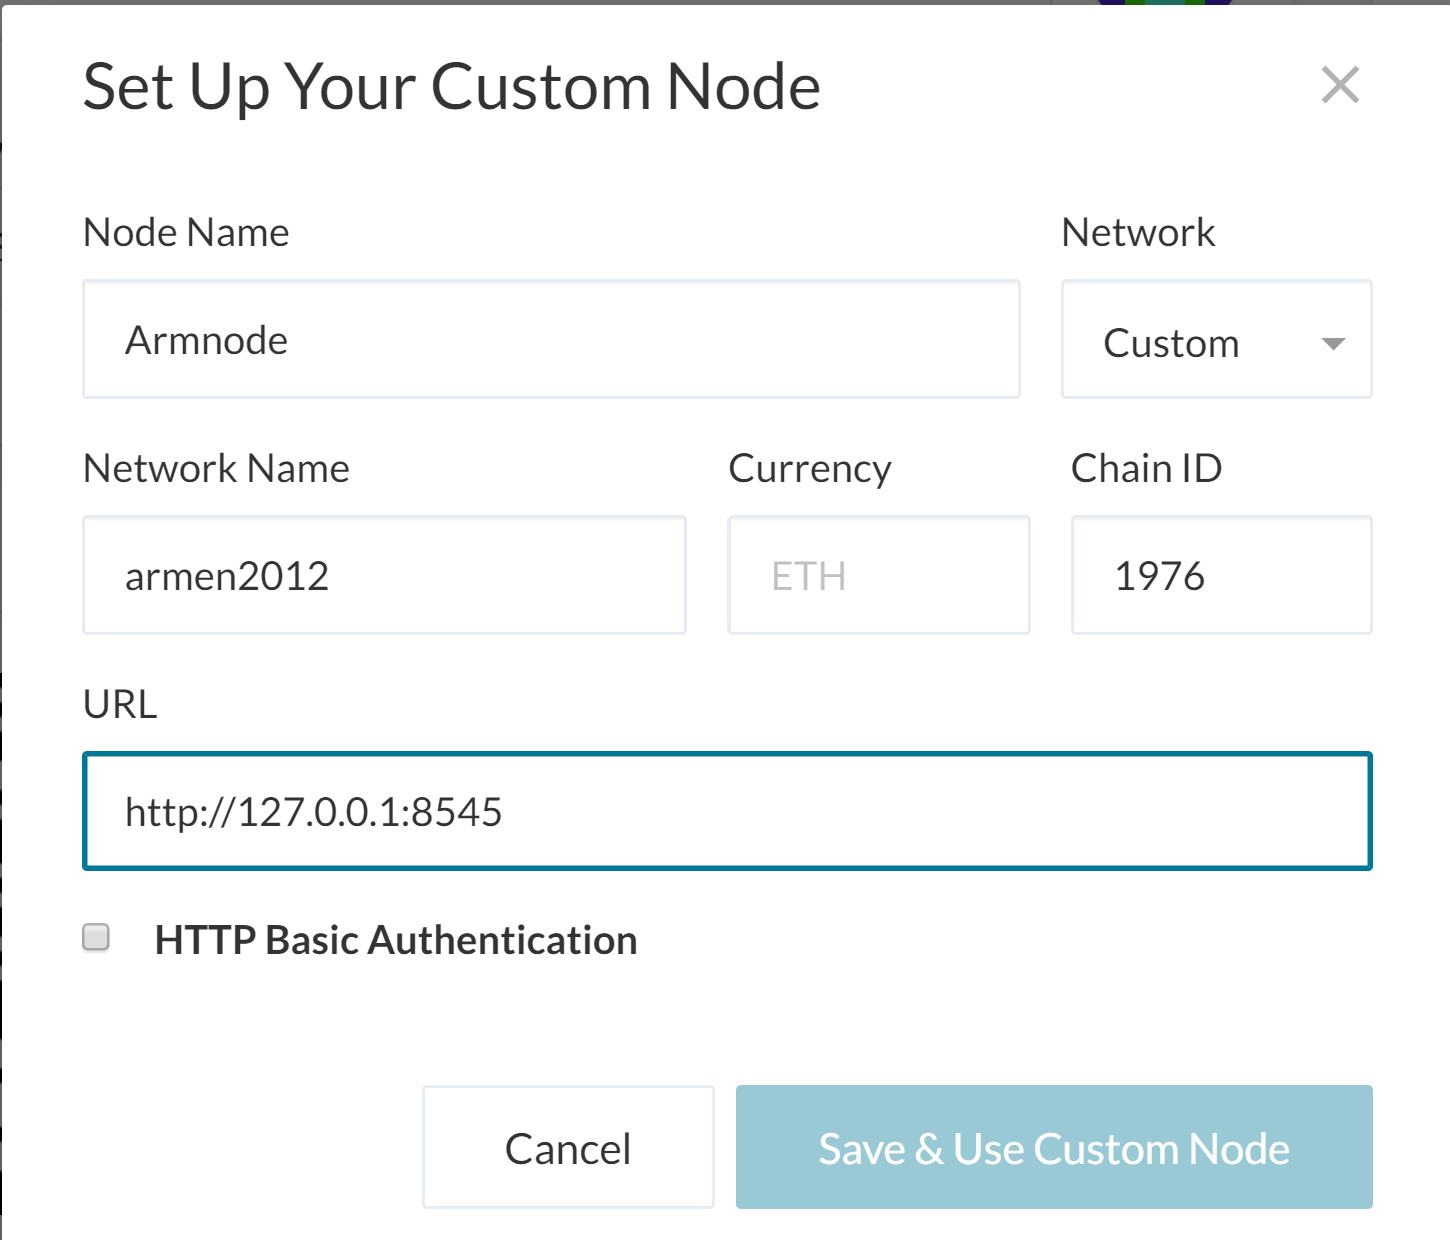 Set Up Your Custom Node
Node Name
Network
Armnode
Custom
Network Name
Currency
Chain ID
armen2012
ETH
1976
URL
http://127.0.0.1:8545
HTTP Basic Authentication
Cancel
Save & Use Custom Node